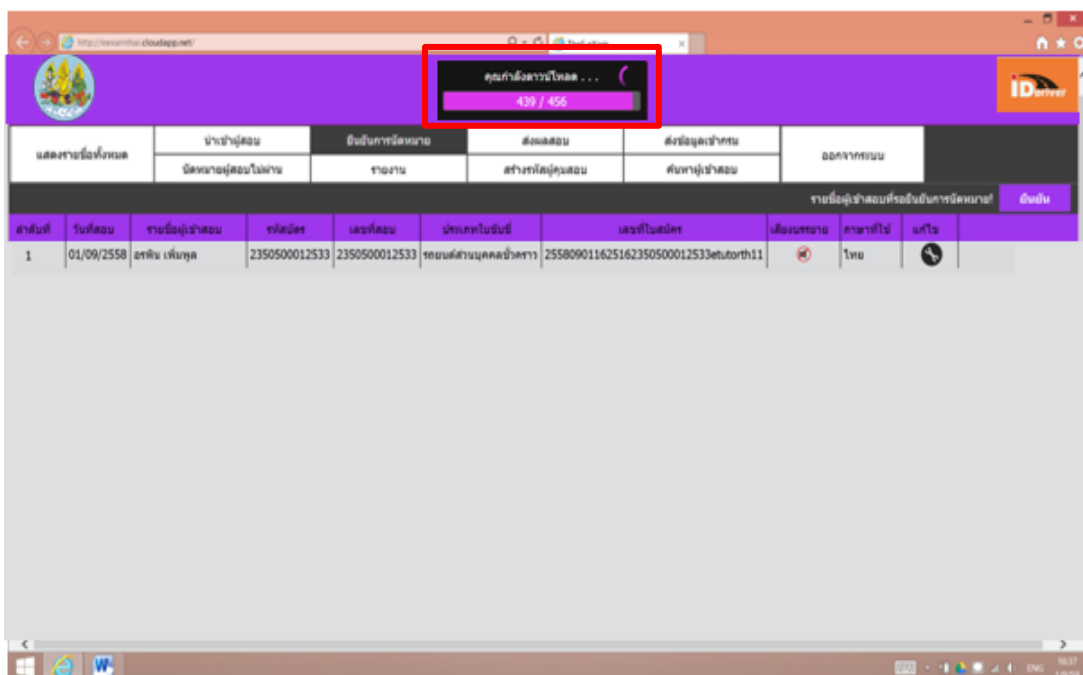 http://eexamthai.cloudapp.net/
คุณกำลังดาวน์โหลด . . .
439 / 456
iDriver
แสดงรายชื่อทั้งหมด
นำเข้าผู้สอบ
ยืนยันการนัดหมาย
ส่งผลสอบ
ส่งข้อมูลเข้ากรม
ออกจากระบบ
นัดหมายผู้สอบไม่ผ่าน
รายงาน
สร้างรหัสผู้คุมสอบ
ค้นหาผู้เข้าสอบ
รายชื่อผู้เข้าสอบที่รอยืนยันการนัดหมาย!
ยืนยัน
ลำดับที่ วันที่สอบ รายชื่อผู้เข้าสอบ รหัสบัตร เลขที่สอบ ประเภทใบขับขี่ เลขที่ใบสมัคร เสียงบรรยาย ภาษาที่ใช้ แก้ไข
1 01/09/2558 อรพิน เพิ่มพูล 2350500012533 2350500012533 รถยนต์ส่วนบุคคลชั่วคราว 255809011625162350500012533etutorth11 ไทย
ENG
16:37